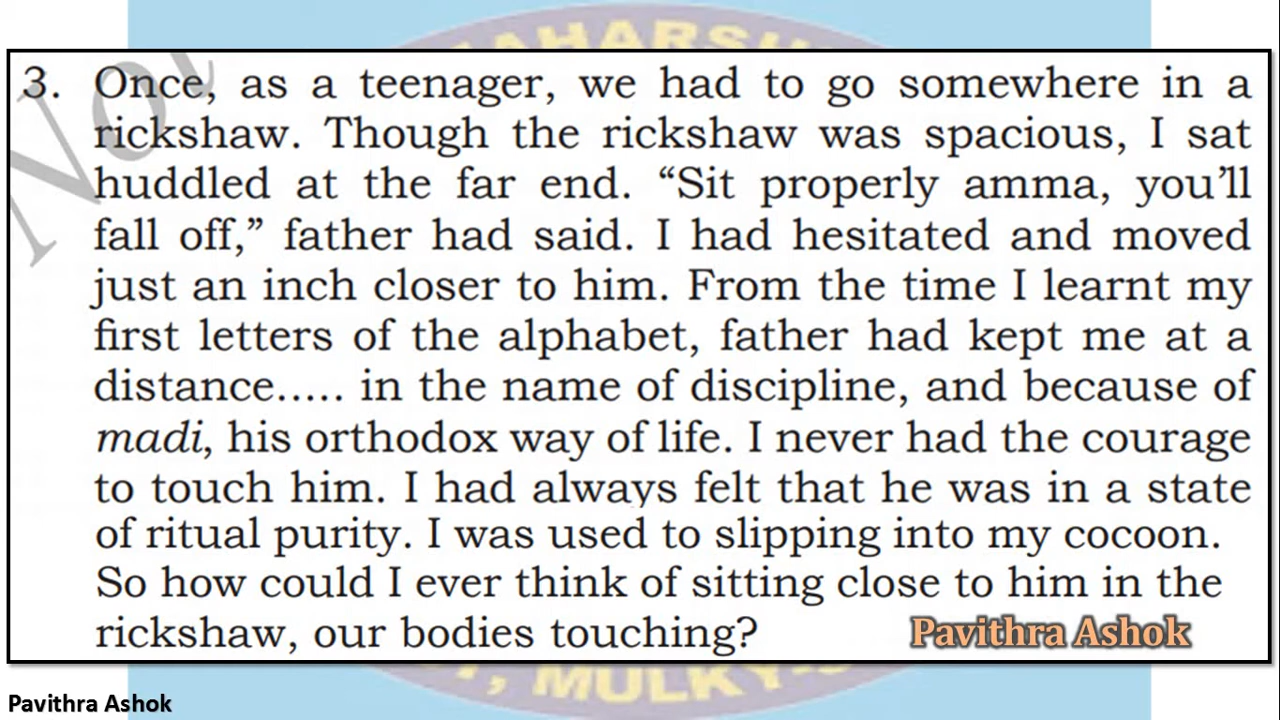 AHARSH
3. Once, as a teenager, we had to go somewhere in a
rickshaw. Though the rickshaw was spacious, I sat
huddled at the far end. “Sit properly amma, you’ll
fall off,” father had said. I had hesitated and moved
just an inch closer to him. From the time I learnt my
first letters of the alphabet, father had kept me at a
distance..... in the name of discipline, and because of
madi, his orthodox way of life. I never had the courage
to touch him. I had always felt that he was in a state
of ritual purity. I was used to slipping into my cocoon.
So how could I ever think of sitting close to him in the
rickshaw, our bodies touching?
Pavithra Ashok
MULKY
Pavithra Ashok
Not